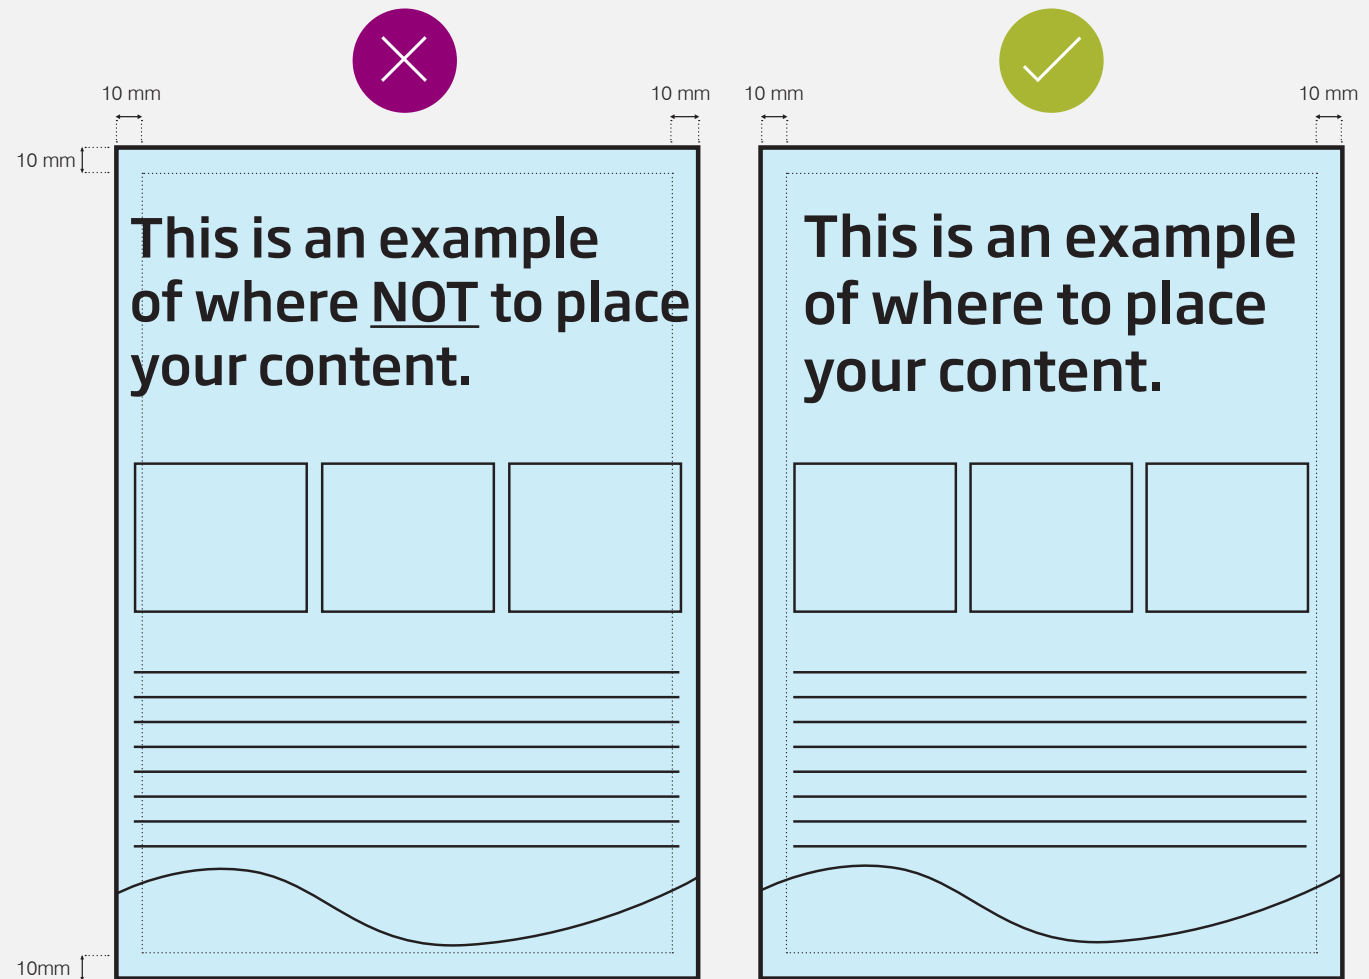 10 mm
10 mm
10 mm
10 mm
10 mm
This is an example
of where NOT to place
your content.
This is an example
of where to place
your content.
10mm